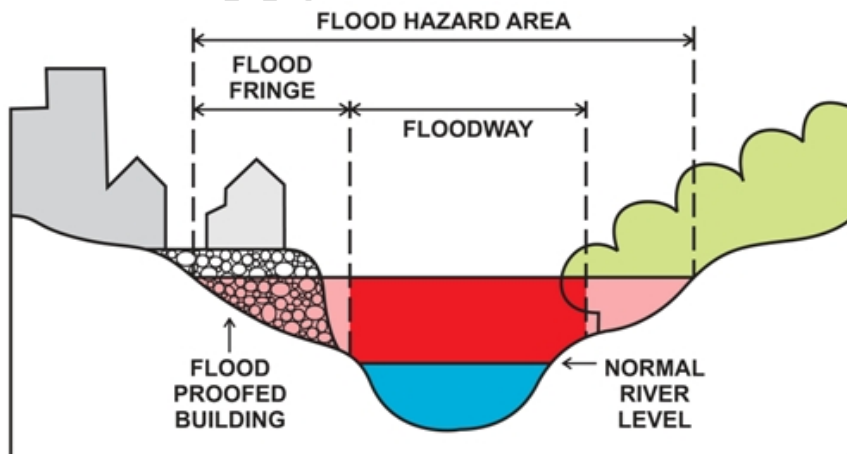 FLOOD HAZARD AREA
FLOOD
FRINGE
FLOODWAY
FLOOD
PROOFED
BUILDING
NORMAL
RIVER
LEVEL